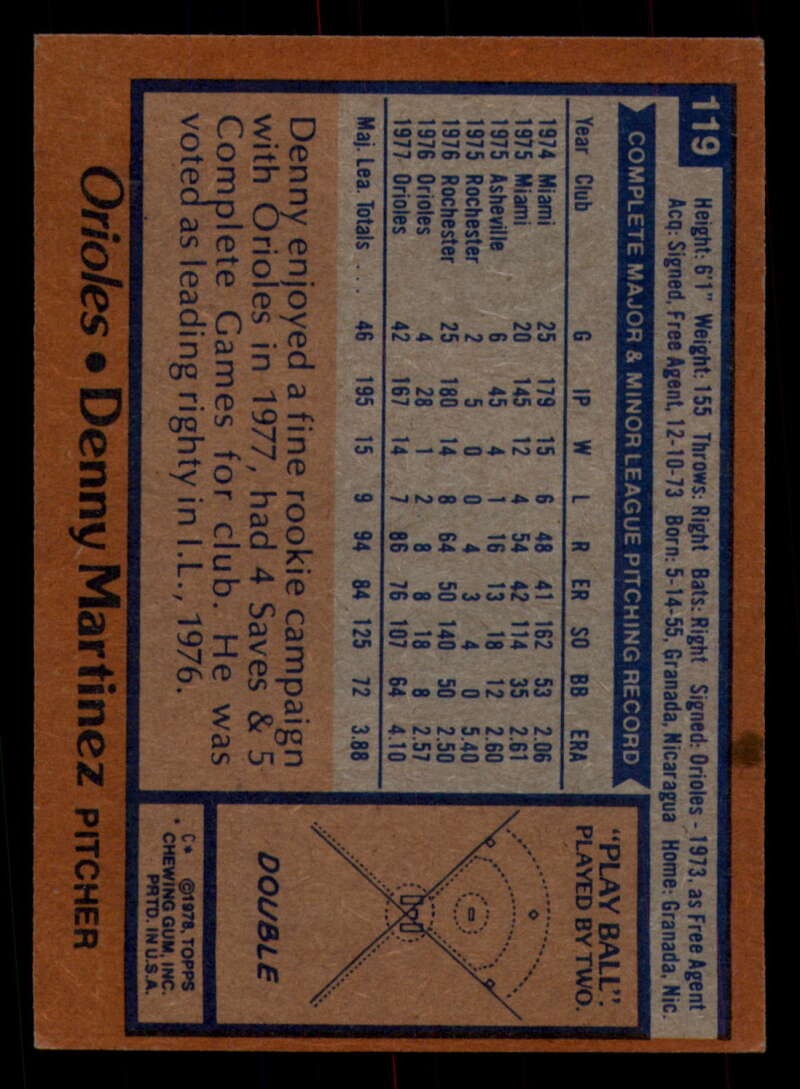 119
Height: 6'1" Weight: 155 Throws: Right Bats: Right Signed: Orioles - 1973, as Free Agent
Acq: Signed, Free Agent, 12-10-73 Born: 5-14-55, Granada, Nicaragua Home: Granada, Nic.
COMPLETE MAJOR & MINOR LEAGUE PITCHING RECORD
Year Club G IP W L R ER SO BB ERA
1974 Miami 25 179 15 6 48 41 162 53 2.06
1975 Miami 20 145 12 4 54 42 114 35 2.61
1975 Asheville 6 45 4 1 16 13 18 12 2.60
1975 Rochester 2 5 0 0 4 3 4 0 5.40
1976 Rochester 25 180 14 8 64 50 140 50 2.50
1976 Orioles 4 28 1 2 8 8 18 8 2.57
1977 Orioles 42 167 14 7 86 76 107 64 4.10
Maj. Lea. Totals .... 46 195 15 9 94 84 125 72 3.88
Denny enjoyed a fine rookie campaign
with Orioles in 1977, had 4 Saves & 5
Complete Games for club. He was
voted as leading righty in I.L., 1976.
"PLAY BALL".
PLAYED BY TWO.
DOUBLE
* C* ©1978, TOPPS
CHEWING GUM, INC.
PRTD. IN U.S.A.
Orioles • Denny Martinez PITCHER